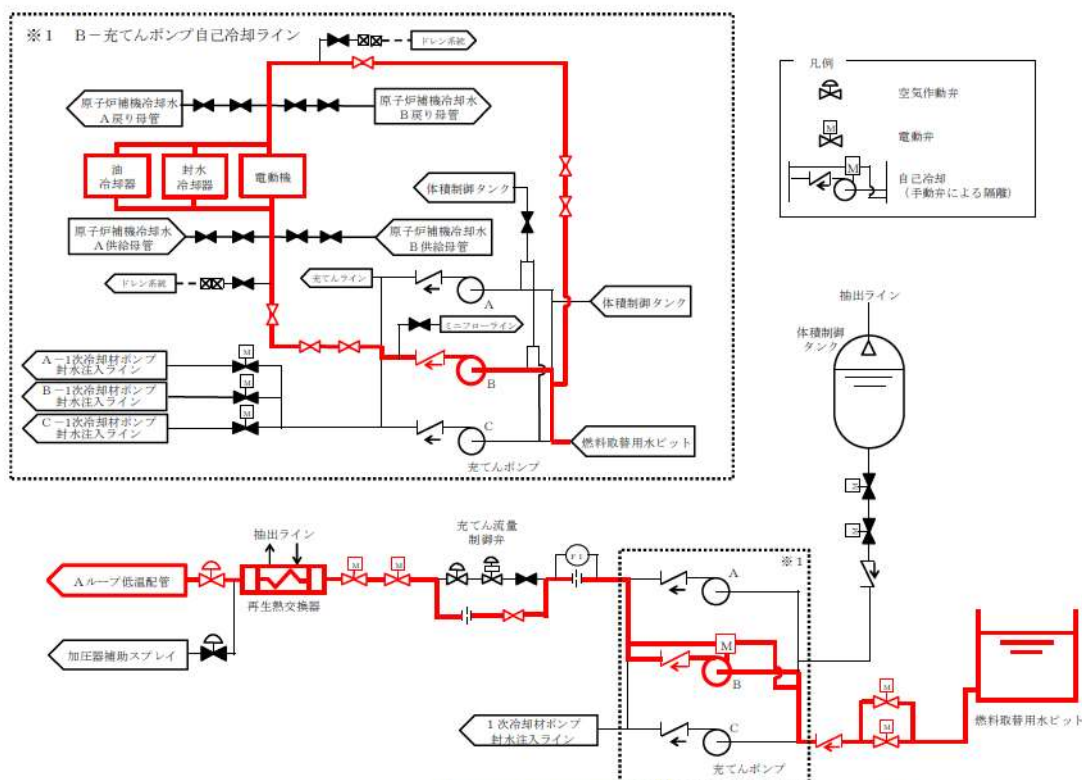 ※1 B－充てんポンプ自己冷却ライン
ドレン系統
原子炉補機冷却水
A戻り母管
原子炉補機冷却水
B戻り母管
油
冷却器
封水
冷却器
電動機
体積制御タンク
原子炉補機冷却水
A供給母管
原子炉補機冷却水
B供給母管
ドレン系統
充てんライン
A
体積制御タンク
ミニフローライン
A－1次冷却材ポンプ
封水注入ライン
M
B－1次冷却材ポンプ
封水注入ライン
M
B
C－1次冷却材ポンプ
封水注入ライン
M
C
燃料取替用水ピット
充てんポンプ
凡例
空気作動弁
M
電動弁
M
自己冷却
（手動弁による隔離）
抽出ライン
体積制御
タンク
M
M
抽出ライン
充てん流量
制御弁
Aループ低温配管
再生熱交換器
M
M
FI
※1
A
加圧器補助スプレイ
M
B
1次冷却材ポンプ
封水注入ライン
C
充てんポンプ
M
M
燃料取替用水ピット